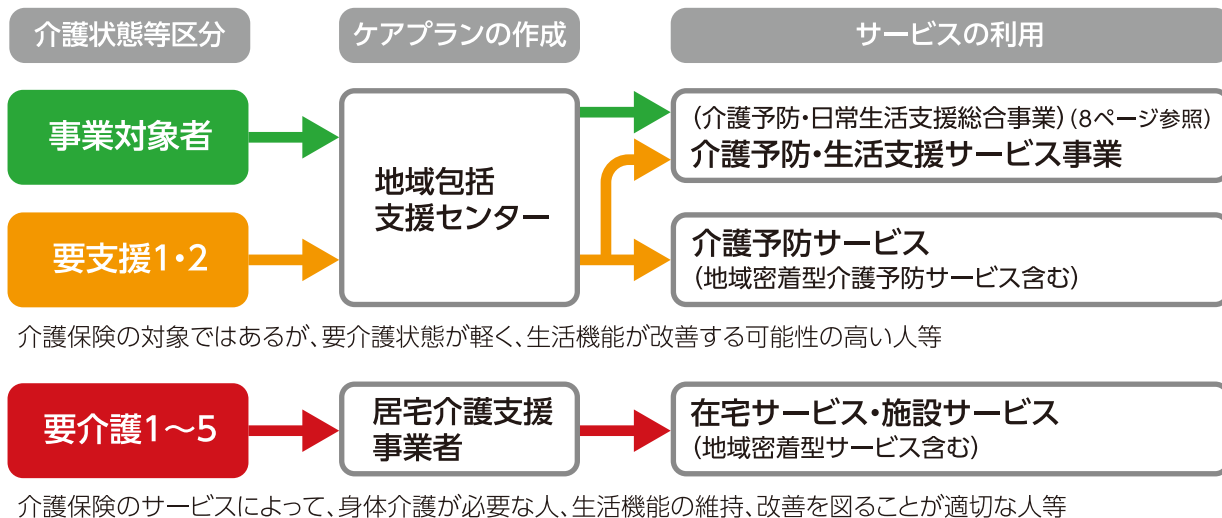 介護状態等区分
ケアプランの作成
サービスの利用
事業対象者
地域包括
支援センター
(介護予防・日常生活支援総合事業)(8ページ参照)
介護予防・生活支援サービス事業
要支援1・2
介護予防サービス
(地域密着型介護予防サービス含む)
介護保険の対象ではあるが、要介護状態が軽く、生活機能が改善する可能性の高い人等
要介護1～5
居宅介護支援
事業者
在宅サービス・施設サービス
(地域密着型サービス含む)
介護保険のサービスによって、身体介護が必要な人、生活機能の維持、改善を図ることが適切な人等